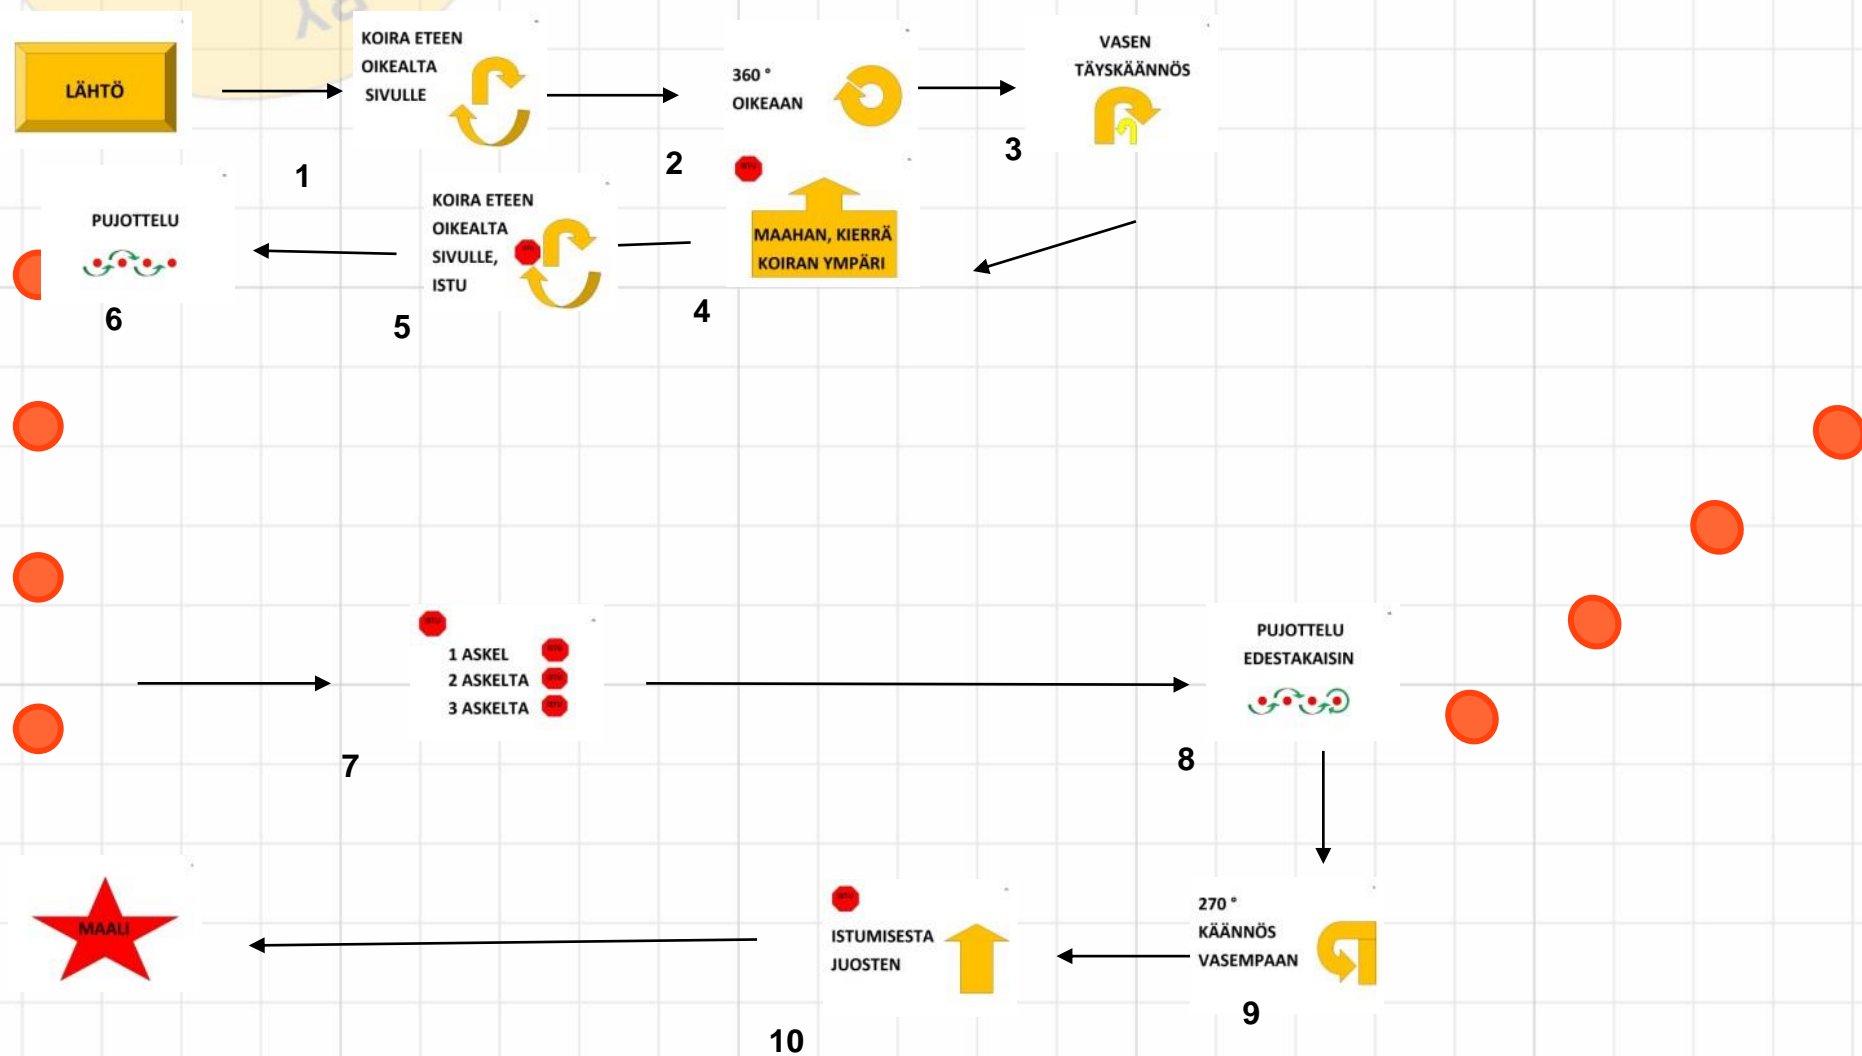 LÄHTÖ
1
KOIRA ETEEN
OIKEALTA
SIVULLE
2
360 °
OIKEAAN
3
VASEN
TÄYSKÄÄNNÖS
4
MAAHAN, KIERRÄ
KOIRAN YMPÄRI
5
KOIRA ETEEN
OIKEALTA
SIVULLE,
ISTU
6
PUJOTTELU
7
1 ASKEL
2 ASKELTA
3 ASKELTA
8
PUJOTTELU
EDESTAKAISIN
9
270 °
KÄÄNNÖS
VASEMPAAN
10
ISTUMISESTA
JUOSTEN
MAALI